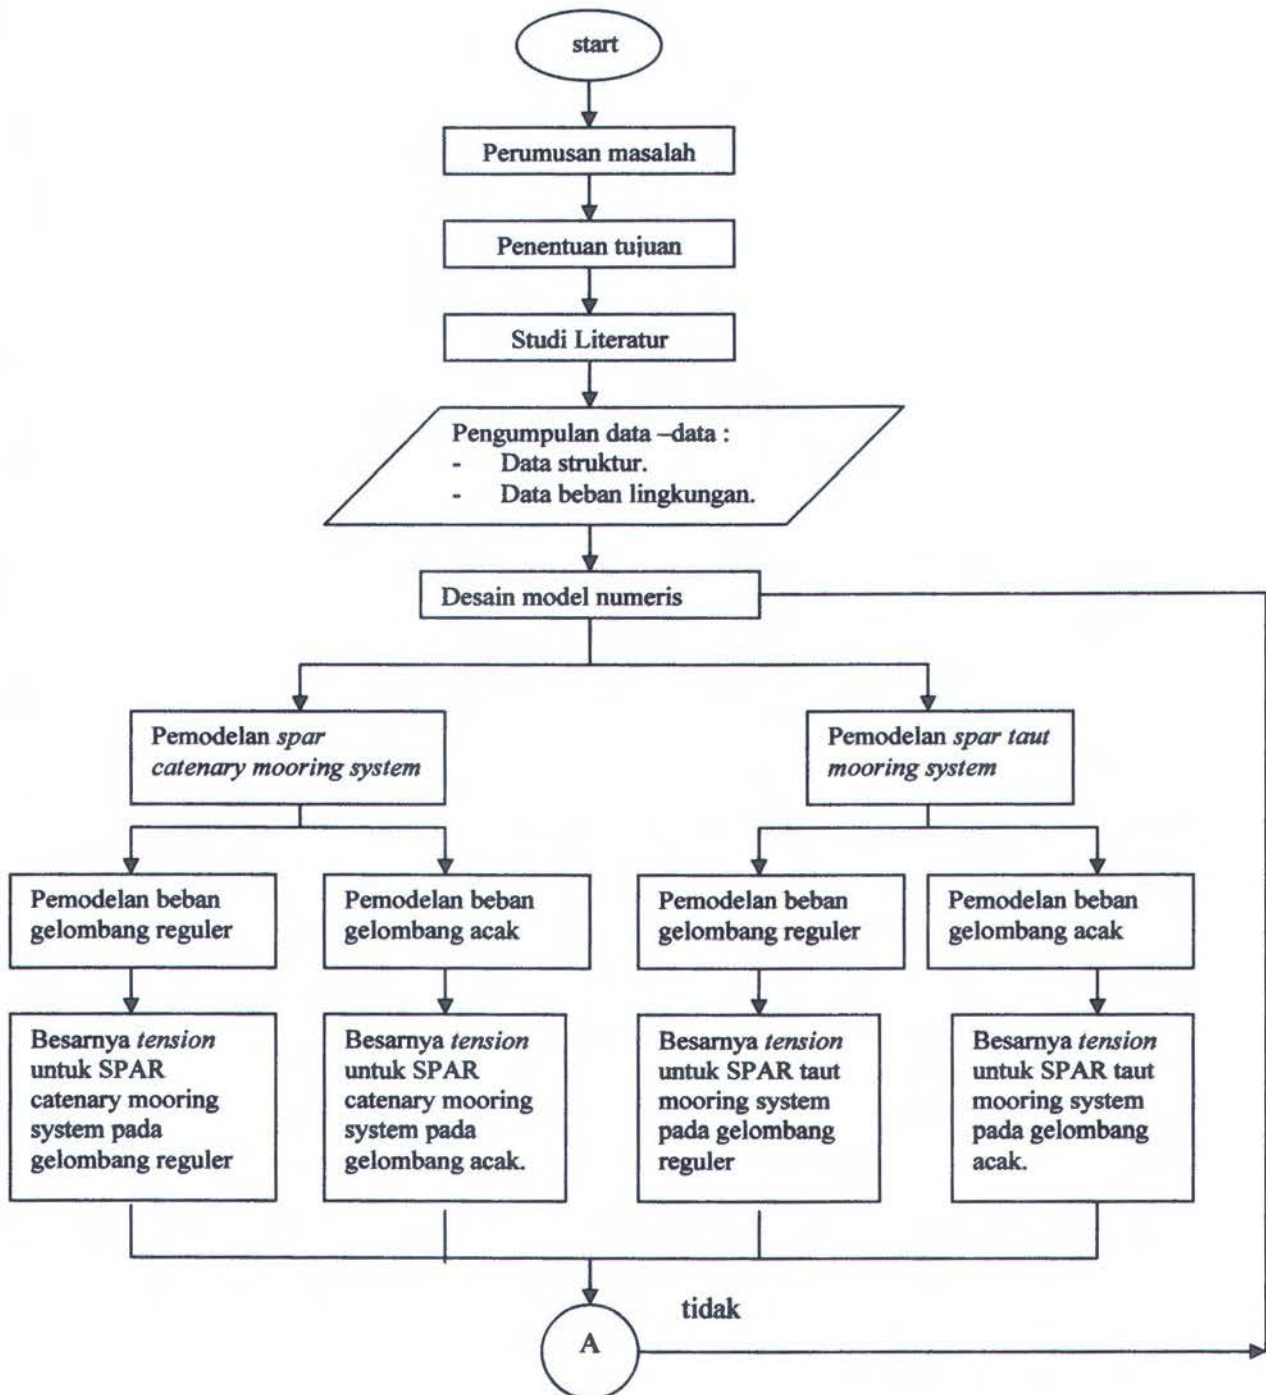 start
Perumusan masalah
Penentuan tujuan
Studi Literatur
Pengumpulan data –data :
- Data struktur.
- Data beban lingkungan.
Desain model numeris
Pemodelan spar
catenary mooring system
Pemodelan spar taut
mooring system
Pemodelan beban
gelombang reguler
Pemodelan beban
gelombang acak
Pemodelan beban
gelombang reguler
Pemodelan beban
gelombang acak
Besarnya tension
untuk SPAR
catenary mooring
system pada
gelombang reguler
Besarnya tension
untuk SPAR
catenary mooring
system pada
gelombang acak.
Besarnya tension
untuk SPAR taut
mooring system
pada gelombang
reguler
Besarnya tension
untuk SPAR taut
mooring system
pada gelombang
acak.
tidak
A